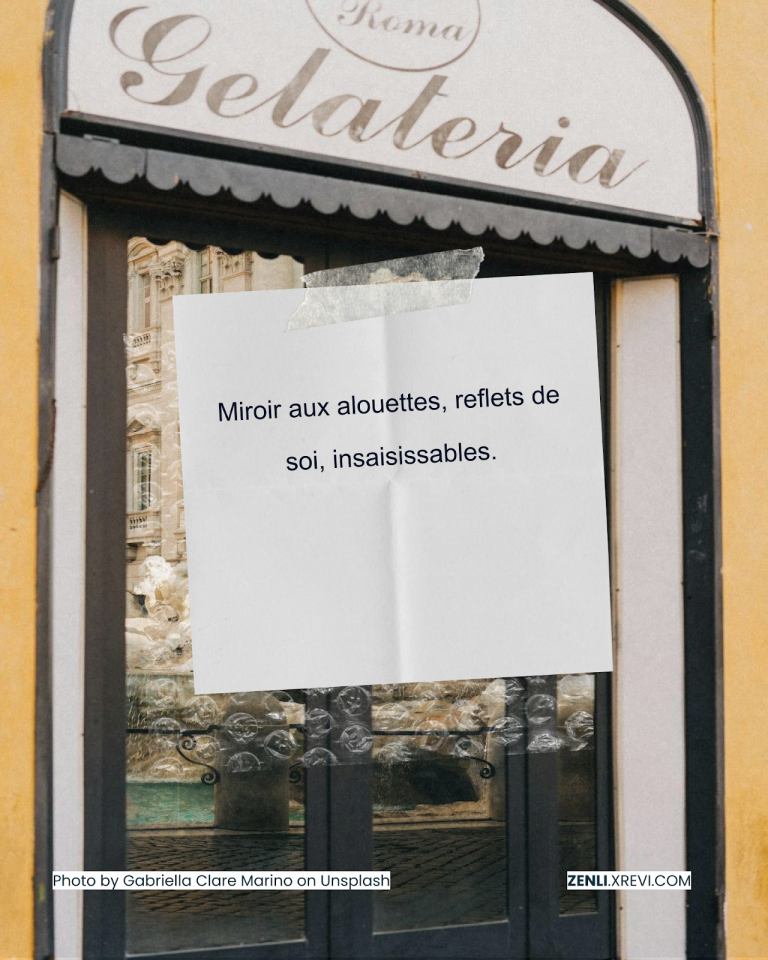 Roma
Gelateria
Miroir aux alouettes, reflets de
soi, insaisissables.
Photo by Gabriella Clare Marino on Unsplash
ZENLI.XREVI.COM